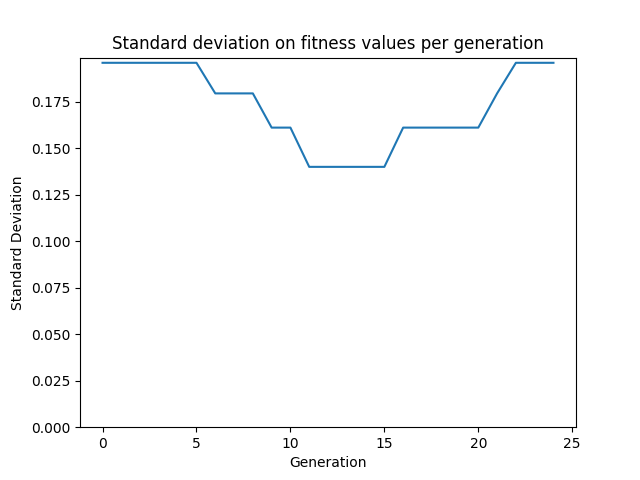 Standard deviation on fitness values per generation
Standard Deviation
0.175
0.150
0.125
0.100
0.075
0.050
0.025
0.000
0 5 10 15 20 25
Generation